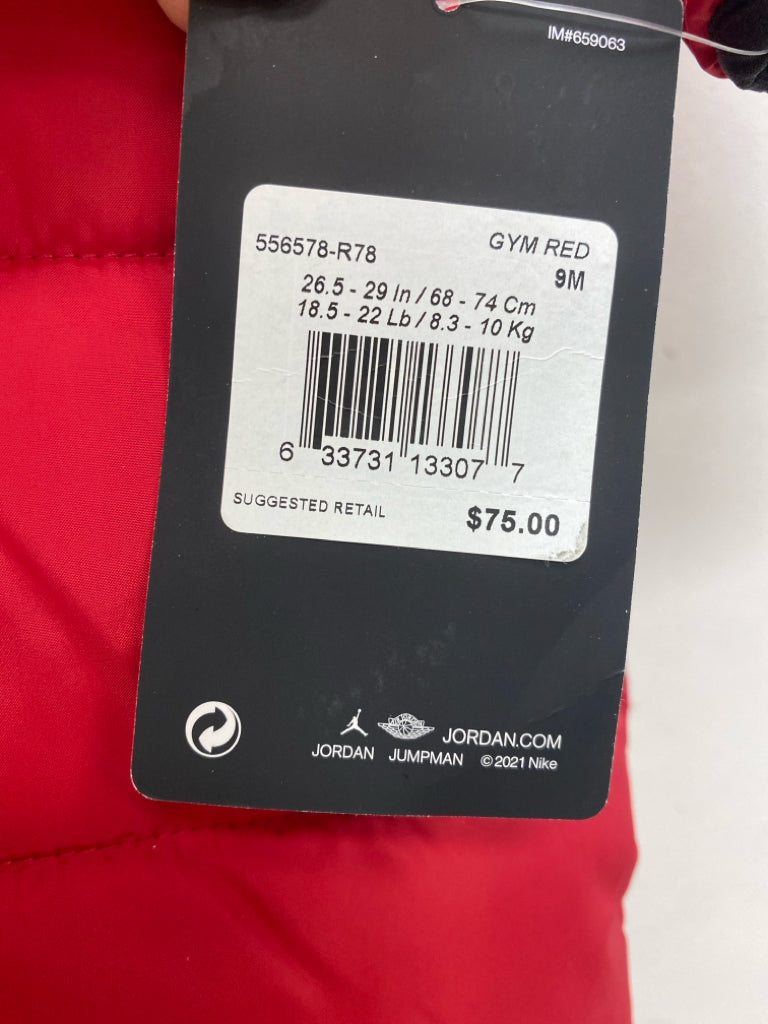 IM#659063
556578-R78 GYM RED
9M
26.5 - 29 In / 68 - 74 Cm
18.5 - 22 Lb / 8.3 - 10 Kg
6 33731 13307 7
SUGGESTED RETAIL $75.00
JORDAN.COM
JORDAN JUMPMAN ©2021 Nike